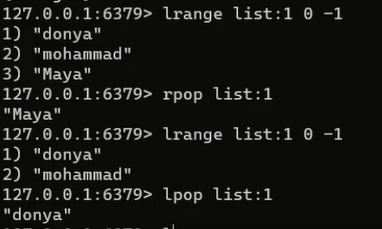 127.0.0.1:6379> lrange list:1 0 -1
1) "donya"
2) "mohammad"
3) "Maya"
127.0.0.1:6379> rpop list:1
"Maya"
127.0.0.1:6379> lrange list:1 0 -1
1) "donya"
2) "mohammad"
127.0.0.1:6379> lpop list:1
"donya"